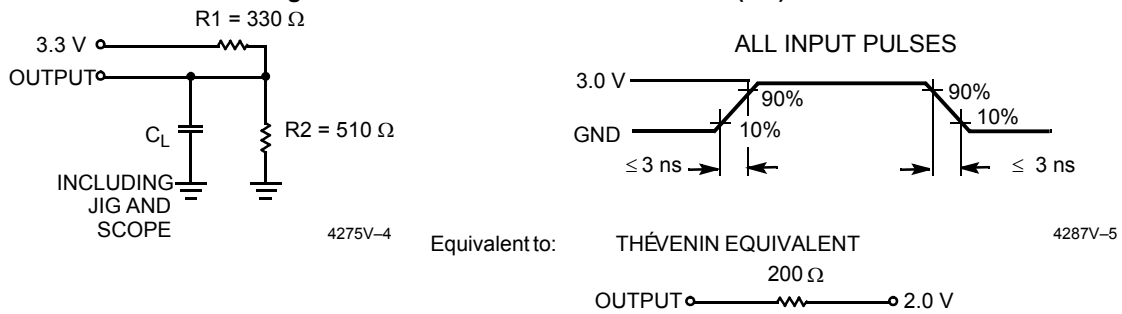 R1 = 330 Ω
3.3 V
OUTPUT
C_L
R2 = 510 Ω
INCLUDING
JIG AND
SCOPE
4275V–4
ALL INPUT PULSES
3.0 V
90%
90%
10%
10%
GND
≤ 3 ns
≤ 3 ns
4287V–5
Equivalent to:
THÉVENIN EQUIVALENT
200 Ω
OUTPUT
2.0 V